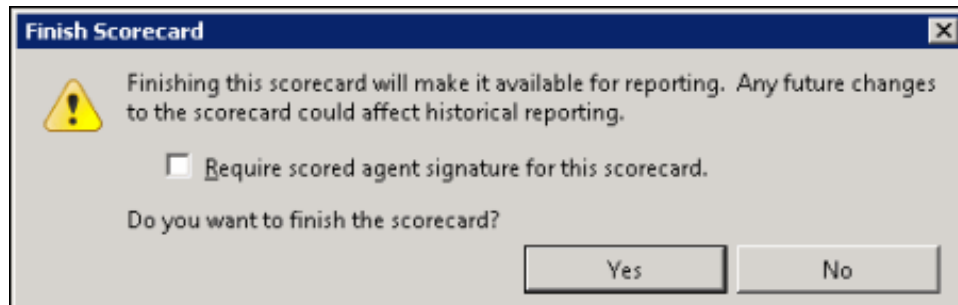 Finish Scorecard
Finishing this scorecard will make it available for reporting.  Any future changes
to the scorecard could affect historical reporting.
Require scored agent signature for this scorecard.
Do you want to finish the scorecard?
Yes
No